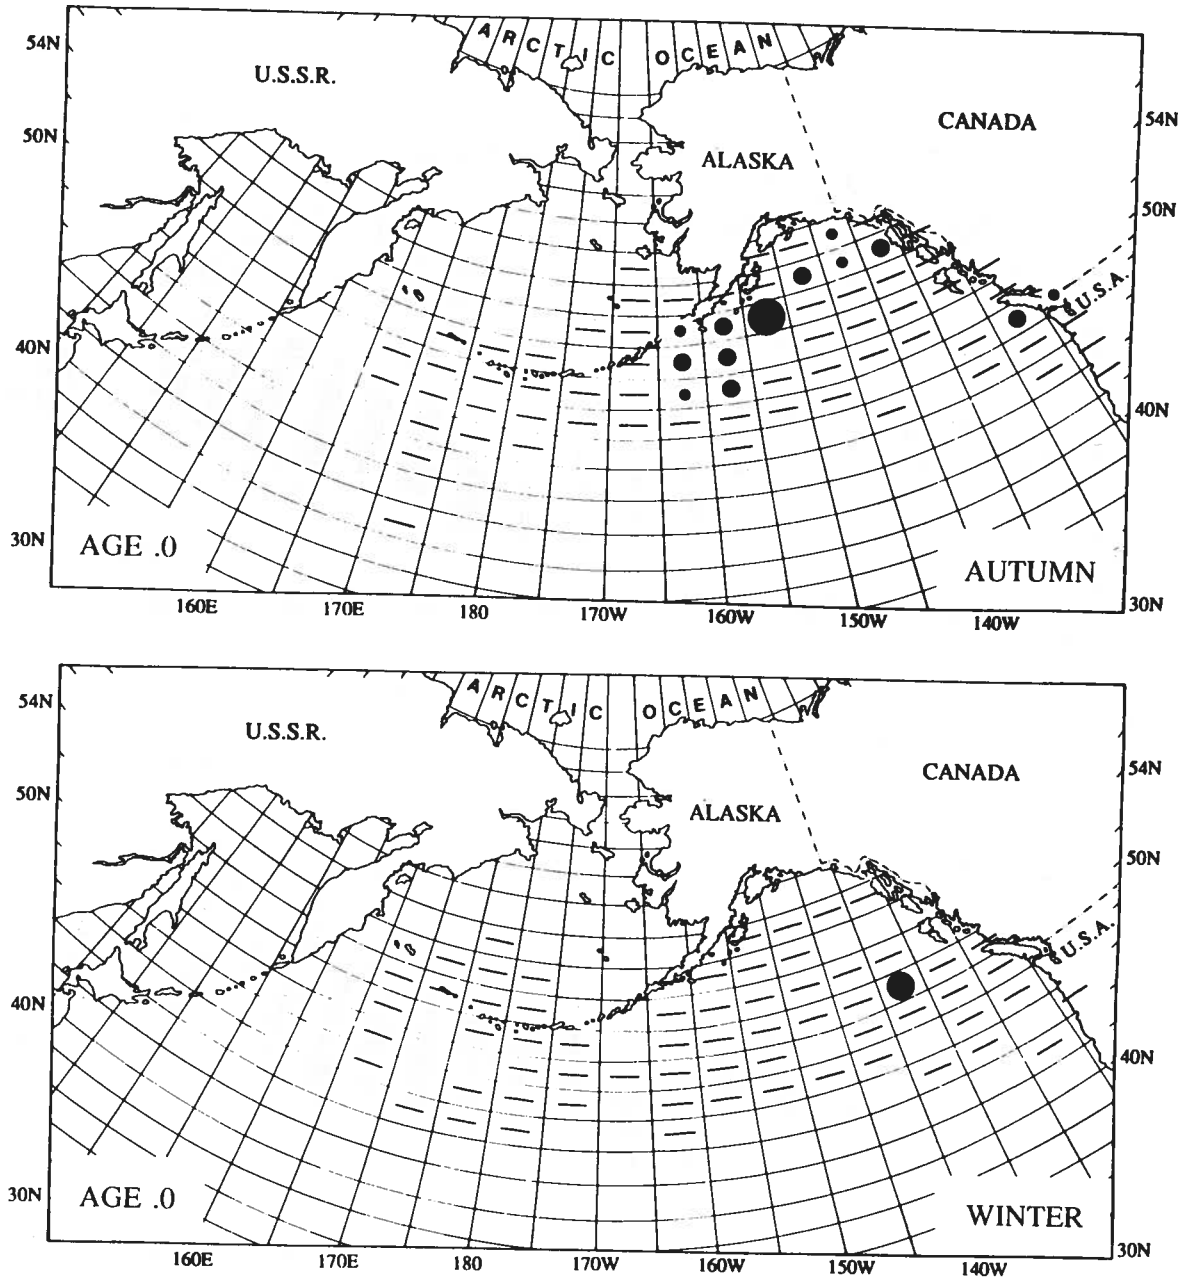 ARCTIC OCEAN
54N
U.S.S.R.
CANADA
54N
50N
ALASKA
50N
U.S.A.
40N
40N
30N
AGE .0
AUTUMN
30N
160E 170E 180 170W 160W 150W 140W
ARCTIC OCEAN
54N
U.S.S.R.
CANADA
54N
50N
ALASKA
50N
U.S.A.
40N
40N
30N
AGE .0
WINTER
30N
160E 170E 180 170W 160W 150W 140W